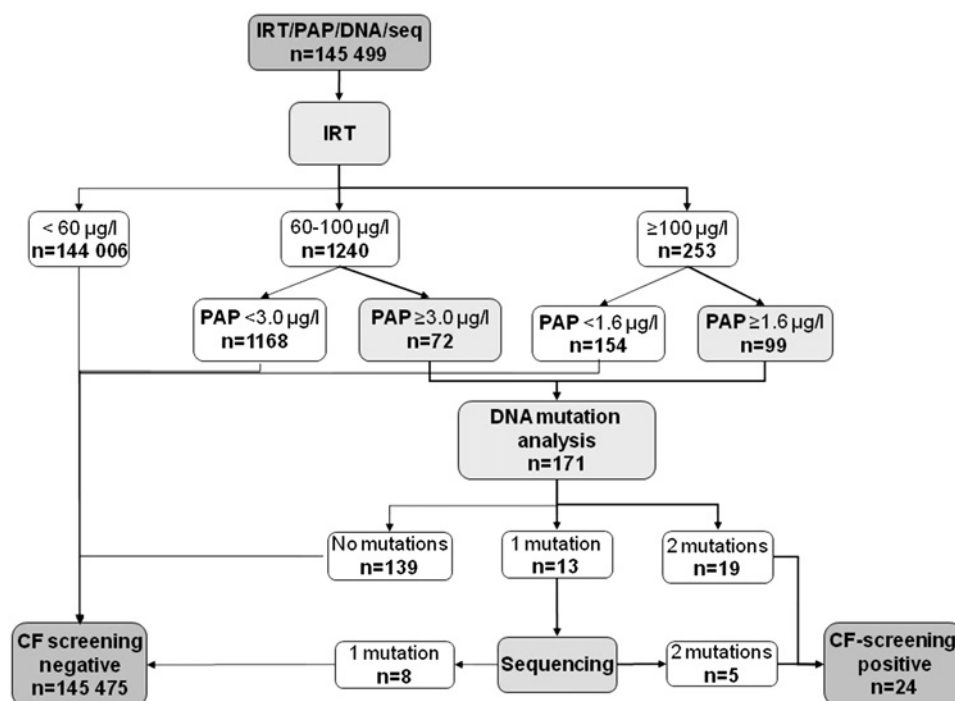 IRT/PAP/DNA/seq
n=145 499
IRT
< 60 µg/l
n=144 006
60-100 µg/l
n=1240
≥100 µg/l
n=253
PAP <3.0 µg/l
n=1168
PAP ≥3.0 µg/l
n=72
PAP <1.6 µg/l
n=154
PAP ≥1.6 µg/l
n=99
DNA mutation
analysis
n=171
No mutations
n=139
1 mutation
n=13
2 mutations
n=19
CF screening
negative
n=145 475
1 mutation
n=8
Sequencing
2 mutations
n=5
CF-screening
positive
n=24